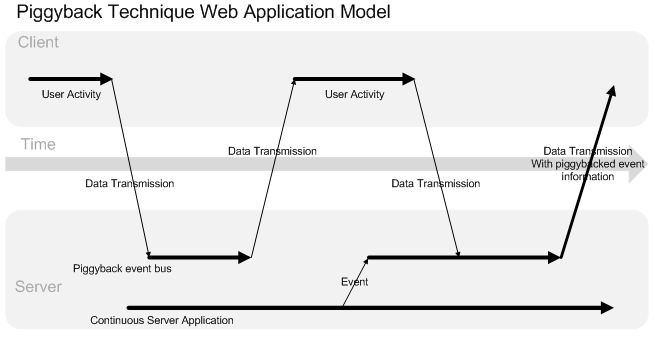 Piggyback Technique Web Application Model
Client
User Activity
User Activity
Time
Data Transmission
Data Transmission
With piggybacked event
information
Data Transmission
Data Transmission
Piggyback event bus
Event
Server
Continuous Server Application